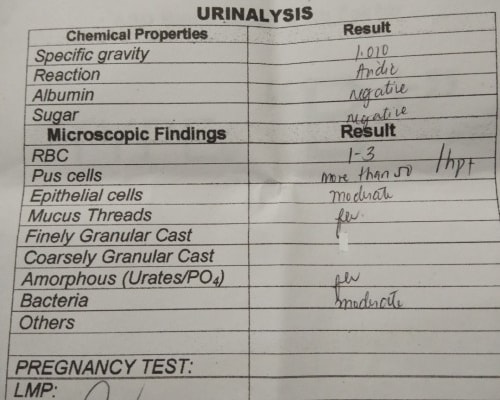 URINALYSIS
Chemical Properties Result
Specific gravity 1.010
Reaction Acidic
Albumin negative
Sugar negative
Microscopic Findings Result
RBC 1-3
Pus cells more than 50 /hpf
Epithelial cells moderate
Mucus Threads few
Finely Granular Cast
Coarsely Granular Cast
Amorphous (Urates/PO4) few
Bacteria moderate
Others
PREGNANCY TEST:
LMP: